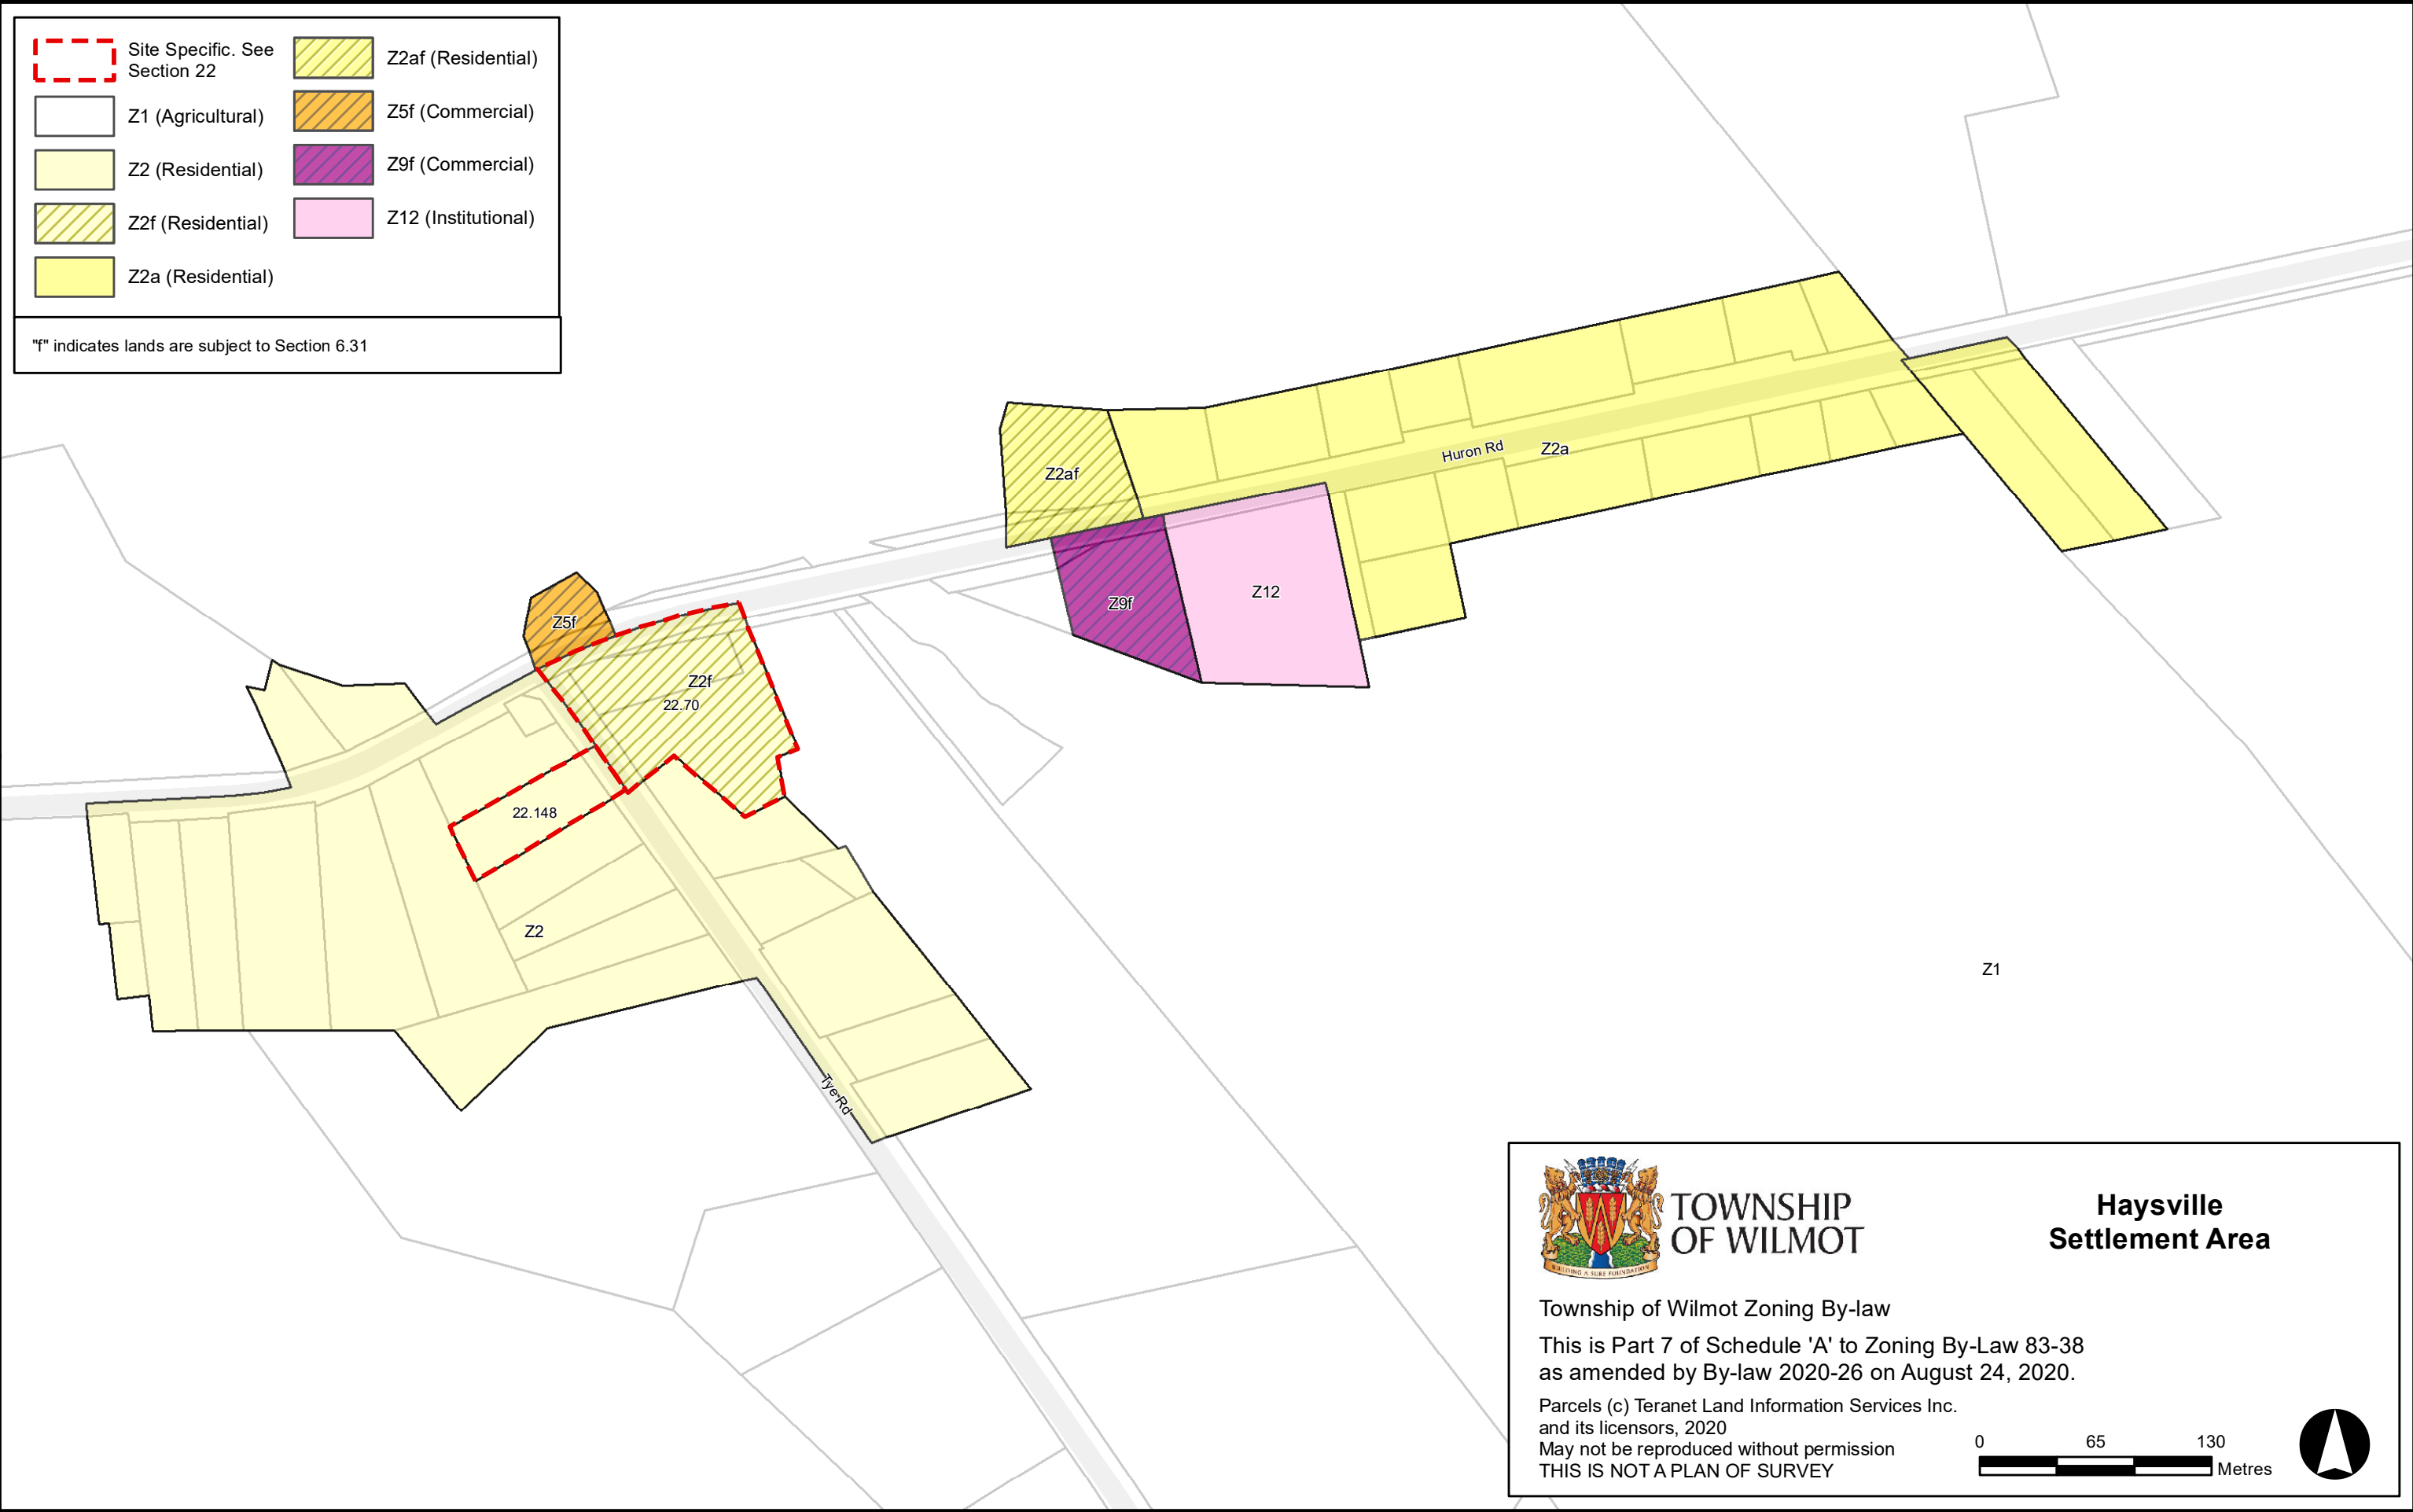 Site Specific. See
Section 22
Z1 (Agricultural)
Z2 (Residential)
Z2f (Residential)
Z2a (Residential)
Z2af (Residential)
Z5f (Commercial)
Z9f (Commercial)
Z12 (Institutional)
"f" indicates lands are subject to Section 6.31
Huron Rd
Z2a
Z2af
Z9f
Z12
Z5f
Z2f
22.70
22.148
Z2
Z1
Tye Rd
TOWNSHIP
OF WILMOT
BUILDING A SURE FOUNDATION
Haysville
Settlement Area
Township of Wilmot Zoning By-law
This is Part 7 of Schedule 'A' to Zoning By-Law 83-38
as amended by By-law 2020-26 on August 24, 2020.
Parcels (c) Teranet Land Information Services Inc.
and its licensors, 2020
May not be reproduced without permission
THIS IS NOT A PLAN OF SURVEY
0 65 130
Metres